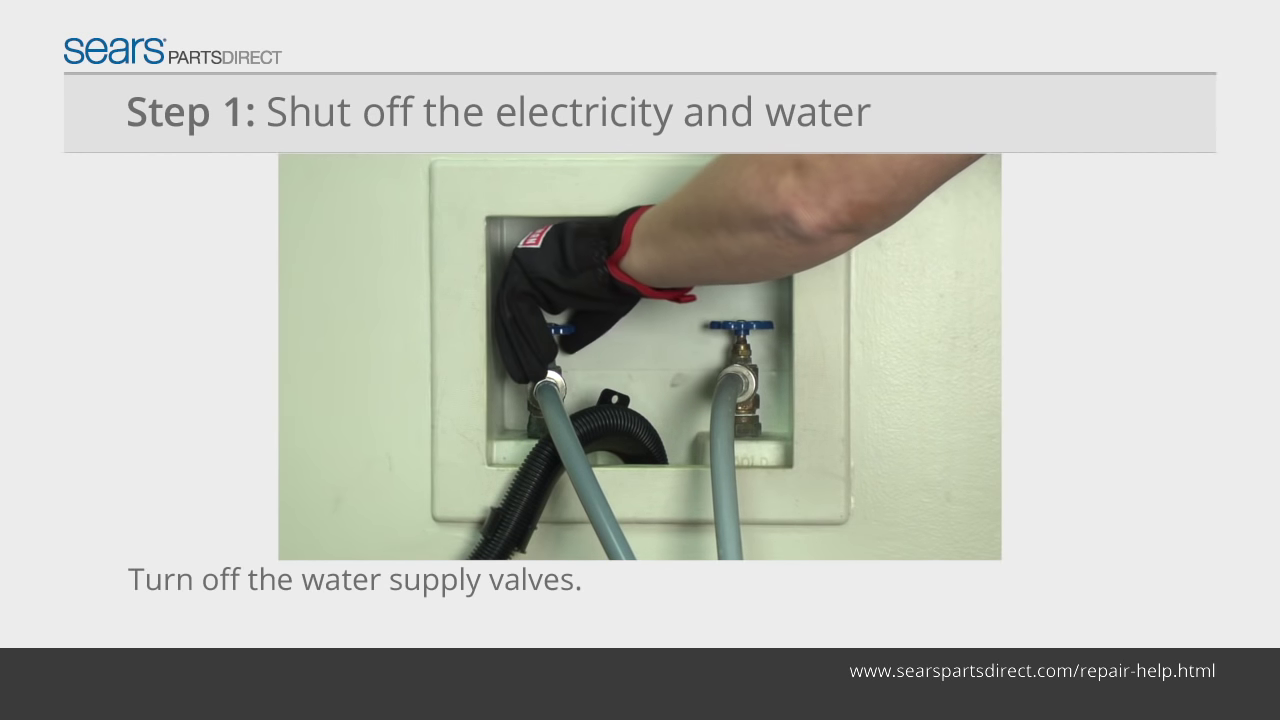 sears PARTSDIRECT
Step 1: Shut off the electricity and water
Turn off the water supply valves.
www.searspartsdirect.com/repair-help.html